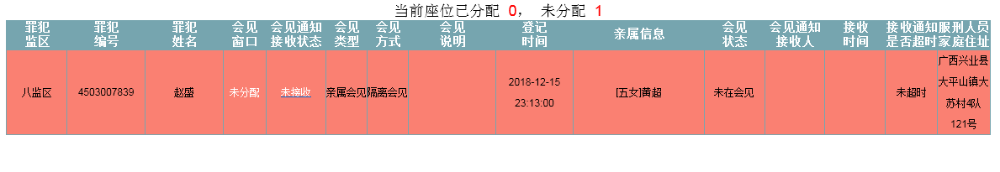 当前座位已分配 0， 未分配 1
罪犯
监区
罪犯
编号
罪犯
姓名
会见
窗口
会见通知
接收状态
会见
类型
会见
方式
会见
说明
登记
时间
亲属信息
会见
状态
会见通知
接收人
接收
时间
接收通知
是否超时
服刑人员
家庭住址
八监区
4503007839
赵盛
未分配
未接收
亲属会见
隔离会见
2018-12-15
23:13:00
[五女]黄超
未在会见
未超时
广西兴业县
大平山镇大
苏村4队
121号